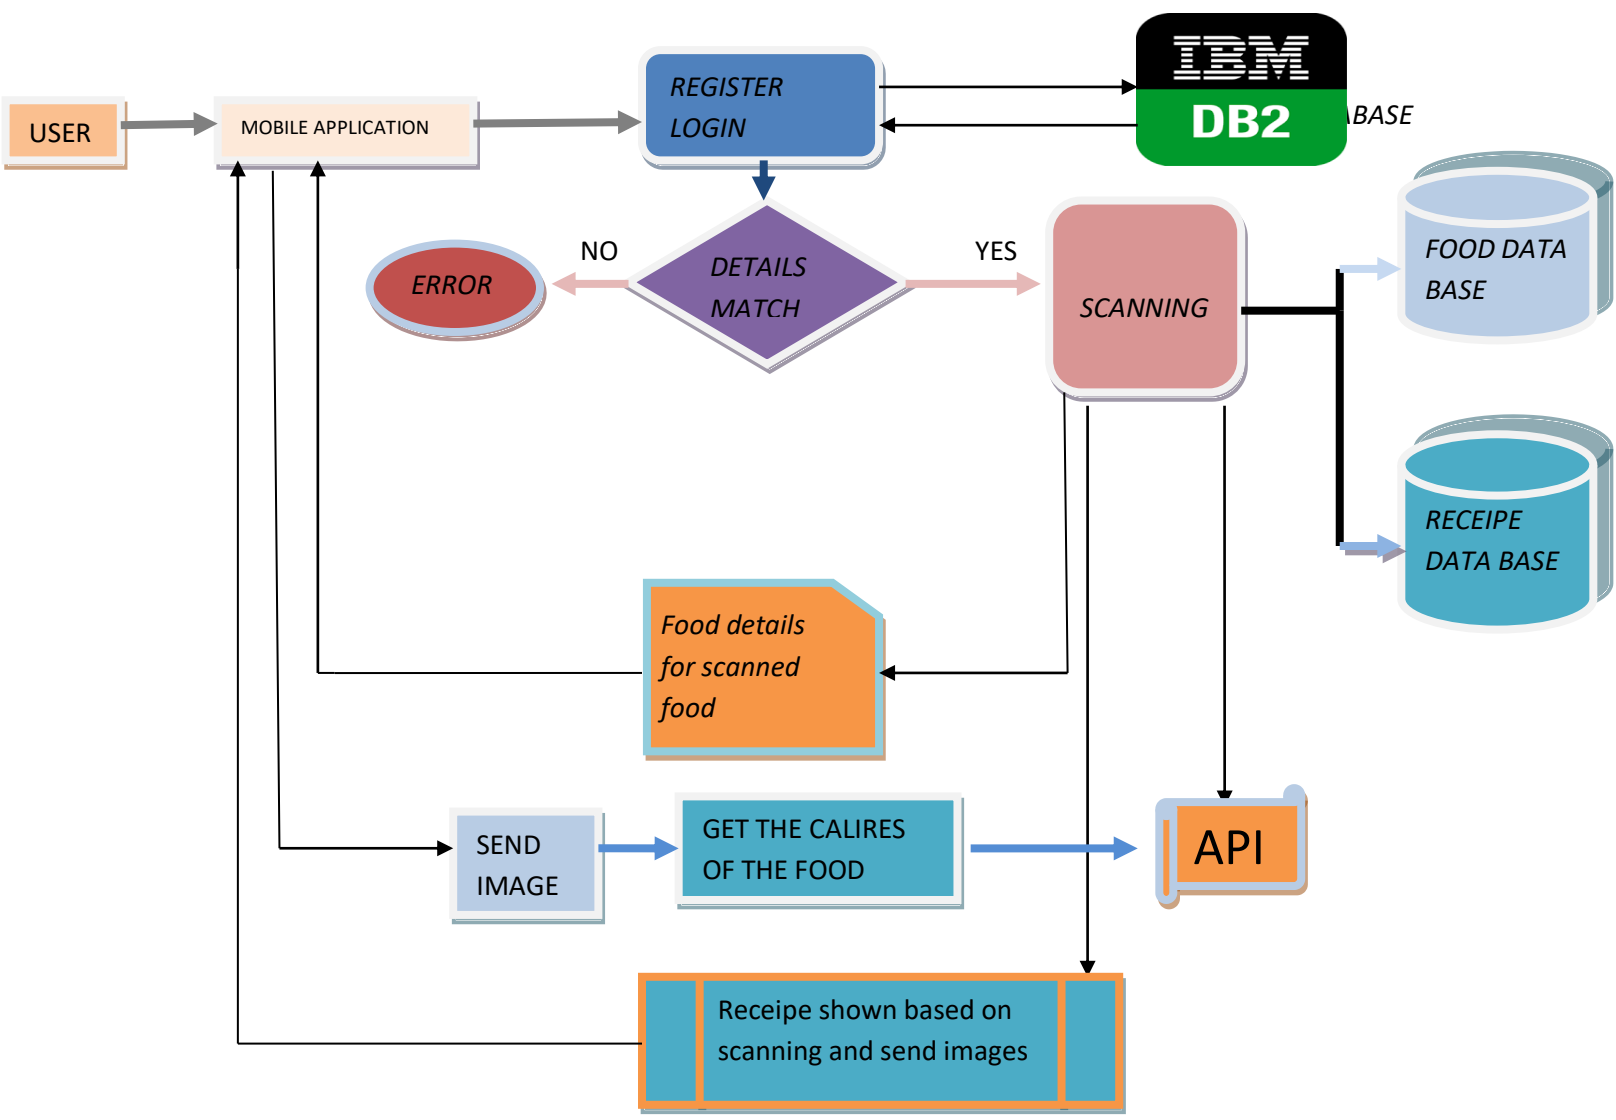 USER
MOBILE APPLICATION
REGISTER
LOGIN
IBM
DB2
ABASE
NO
YES
ERROR
DETAILS
MATCH
SCANNING
FOOD DATA
BASE
RECEIPE
DATA BASE
Food details
for scanned
food
SEND
IMAGE
GET THE CALIRES
OF THE FOOD
API
Receipe shown based on
scanning and send images